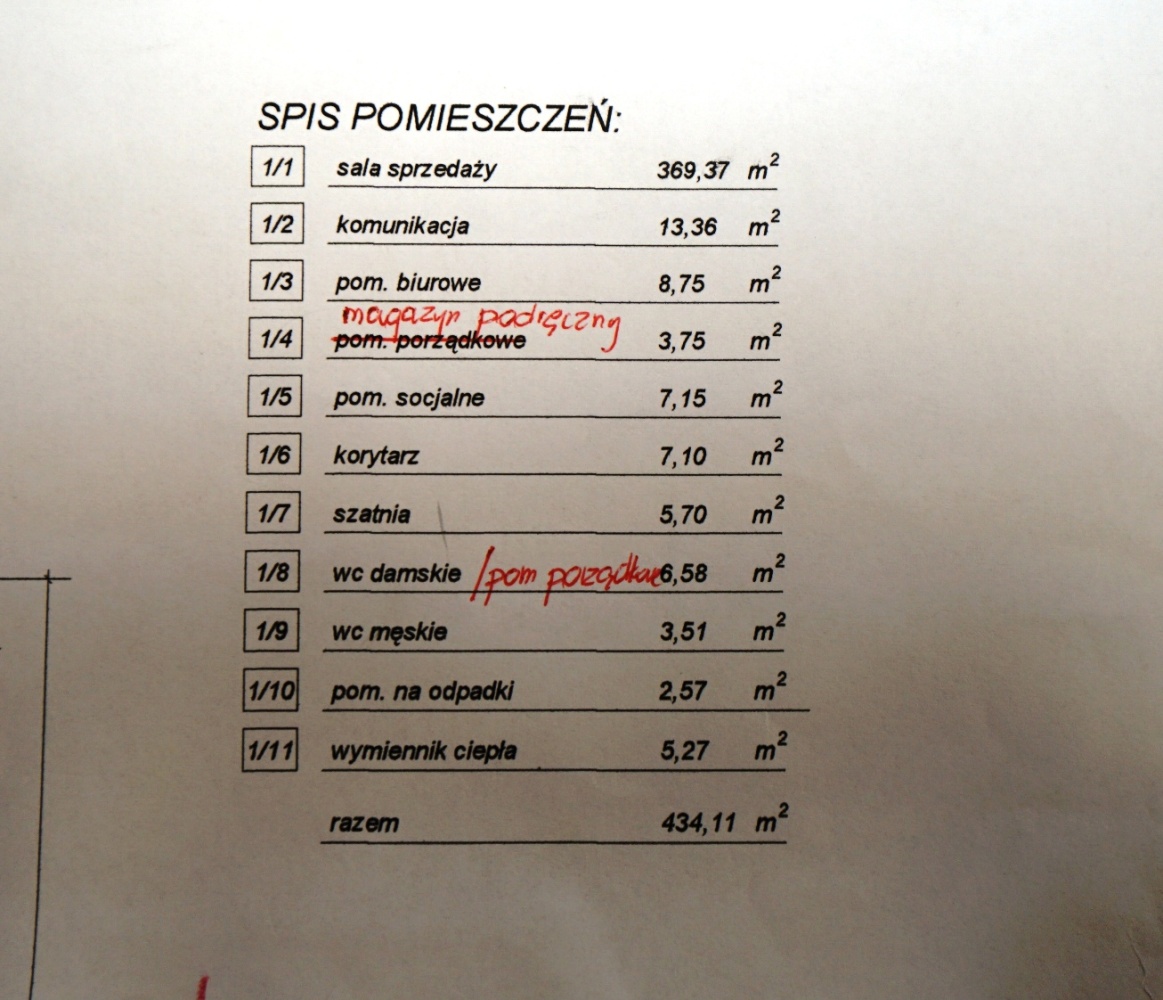 SPIS POMIESZCZEŃ:
1/1 sala sprzedaży 369,37 m²
1/2 komunikacja 13,36 m²
1/3 pom. biurowe 8,75 m²
magazyn podręczny
1/4 pom. porządkowe 3,75 m²
1/5 pom. socjalne 7,15 m²
1/6 korytarz 7,10 m²
1/7 szatnia 5,70 m²
1/8 wc damskie /pom porządkowe 6,58 m²
1/9 wc męskie 3,51 m²
1/10 pom. na odpadki 2,57 m²
1/11 wymiennik ciepła 5,27 m²
razem 434,11 m²